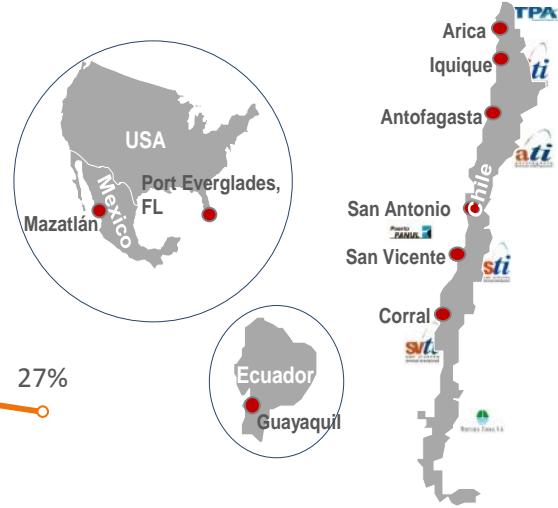 TPA
Arica
Iquique
iti
Antofagasta
ati
USA
Port Everglades,
FL
Mexico
Mazatlán
Chile
San Antonio
Puerto
PANUL
San Vicente
sti
Corral
svti
27%
Ecuador
Guayaquil